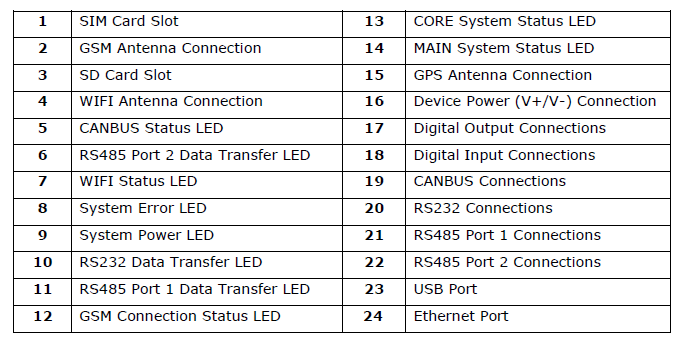 1 SIM Card Slot 13 CORE System Status LED
2 GSM Antenna Connection 14 MAIN System Status LED
3 SD Card Slot 15 GPS Antenna Connection
4 WIFI Antenna Connection 16 Device Power (V+/V-) Connection
5 CANBUS Status LED 17 Digital Output Connections
6 RS485 Port 2 Data Transfer LED 18 Digital Input Connections
7 WIFI Status LED 19 CANBUS Connections
8 System Error LED 20 RS232 Connections
9 System Power LED 21 RS485 Port 1 Connections
10 RS232 Data Transfer LED 22 RS485 Port 2 Connections
11 RS485 Port 1 Data Transfer LED 23 USB Port
12 GSM Connection Status LED 24 Ethernet Port